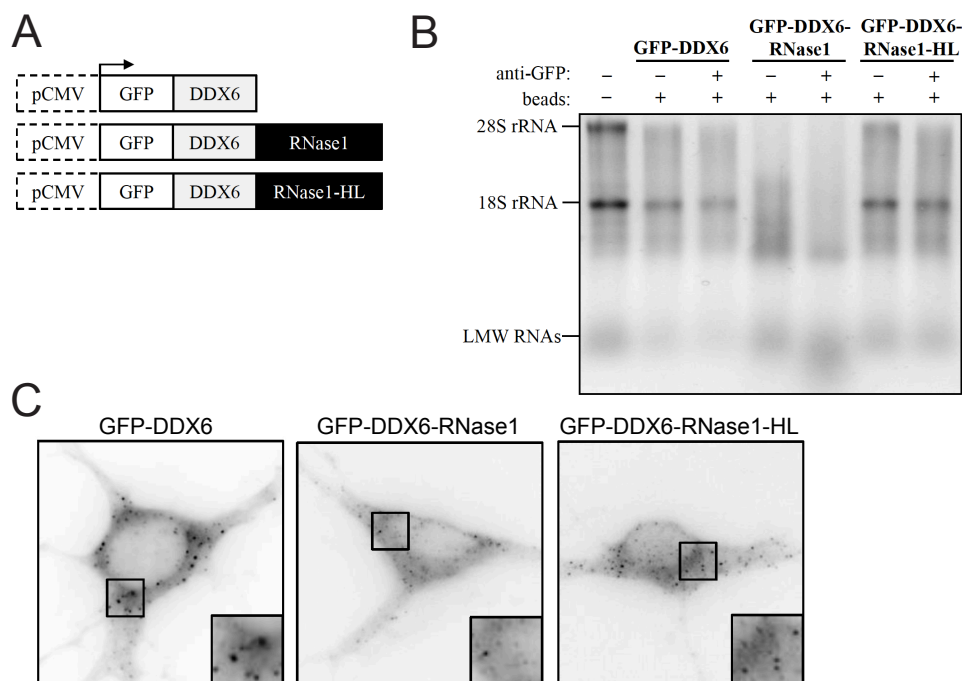 A
pCMV GFP DDX6
pCMV GFP DDX6 RNase1
pCMV GFP DDX6 RNase1-HL
B
GFP-DDX6 GFP-DDX6-RNase1 GFP-DDX6-RNase1-HL
anti-GFP: – – + – + – +
beads: – + + + + + +
28S rRNA
18S rRNA
LMW RNAs
C
GFP-DDX6 GFP-DDX6-RNase1 GFP-DDX6-RNase1-HL